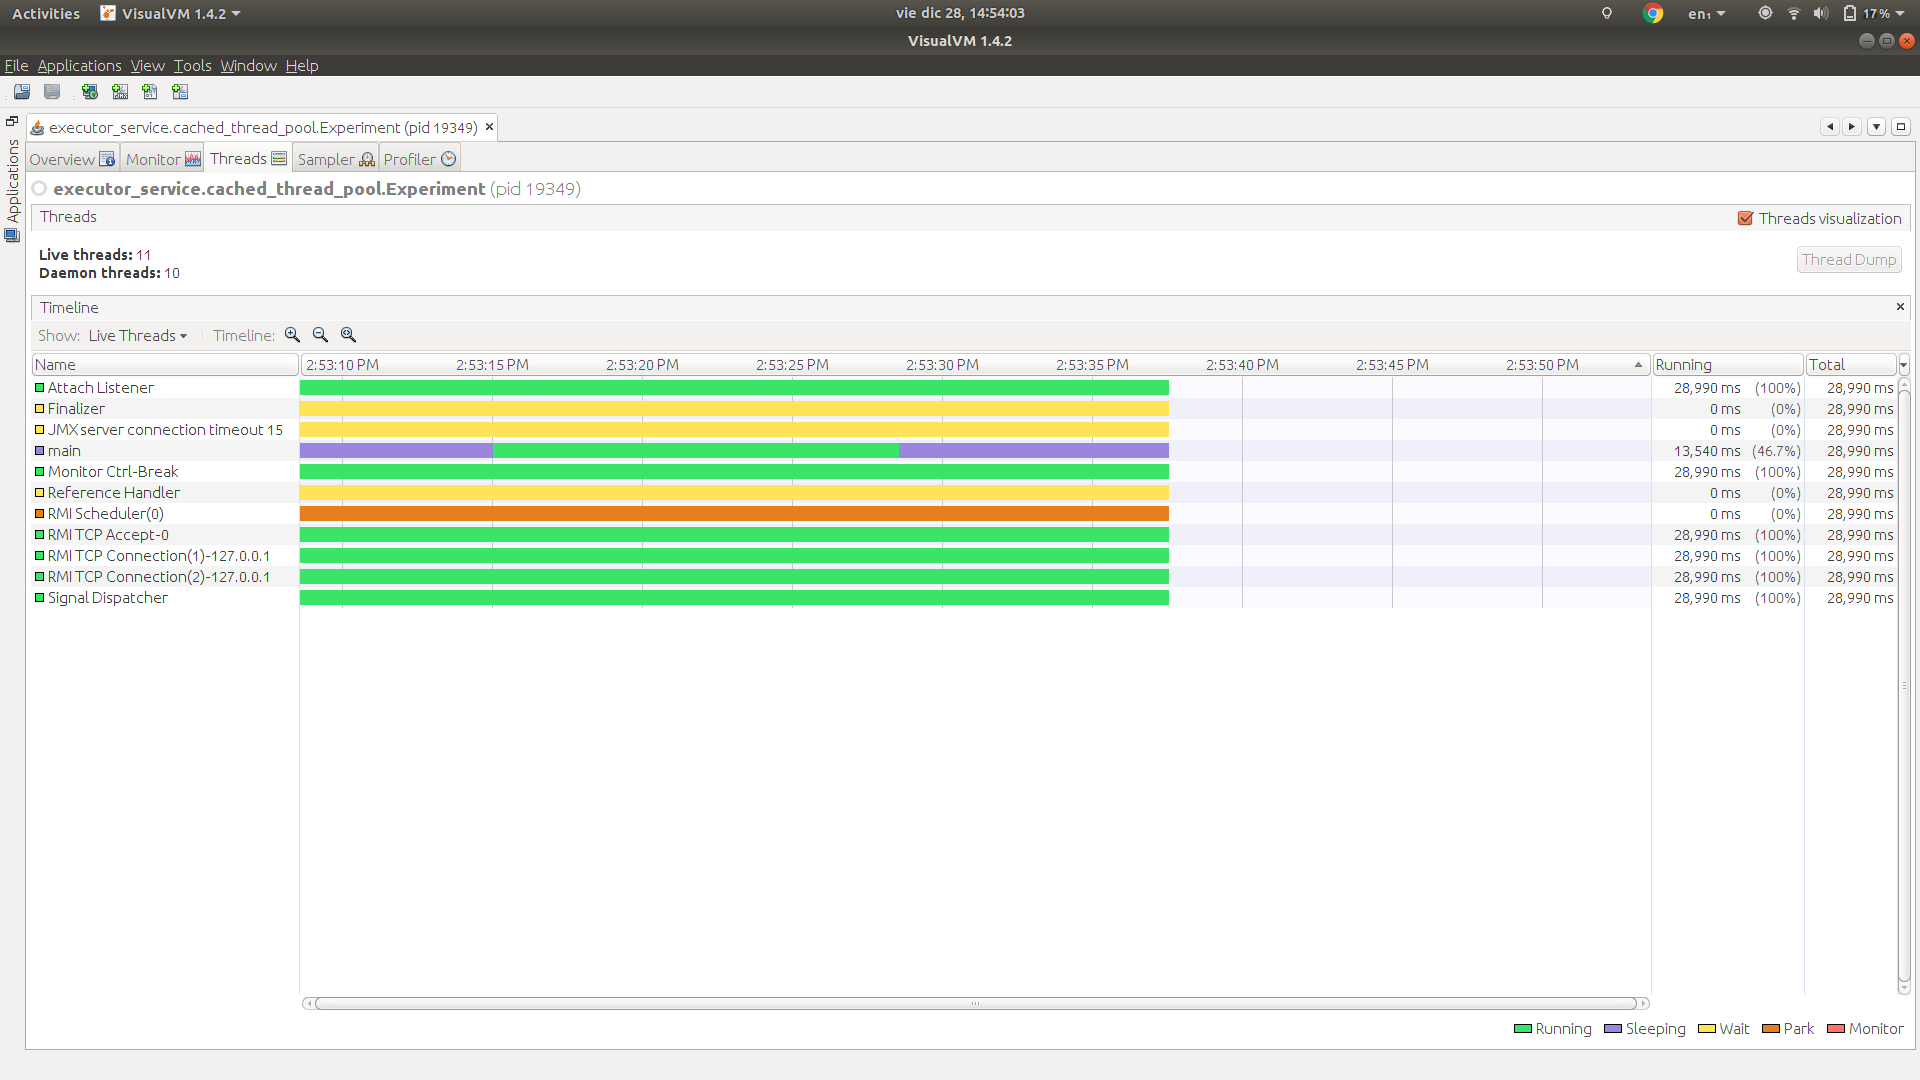 Activities VisualVM 1.4.2 vie dic 28, 14:54:03 en₁ 17%
VisualVM 1.4.2
File Applications View Tools Window Help
Applications
executor_service.cached_thread_pool.Experiment (pid 19349)
Overview Monitor Threads Sampler Profiler
executor_service.cached_thread_pool.Experiment (pid 19349)
Threads Threads visualization
Live threads: 11
Daemon threads: 10
Thread Dump
Timeline
Show: Live Threads Timeline:
Name 2:53:10 PM 2:53:15 PM 2:53:20 PM 2:53:25 PM 2:53:30 PM 2:53:35 PM 2:53:40 PM 2:53:45 PM 2:53:50 PM Running Total
Attach Listener 28,990 ms (100%) 28,990 ms
Finalizer 0 ms (0%) 28,990 ms
JMX server connection timeout 15 0 ms (0%) 28,990 ms
main 13,540 ms (46.7%) 28,990 ms
Monitor Ctrl-Break 28,990 ms (100%) 28,990 ms
Reference Handler 0 ms (0%) 28,990 ms
RMI Scheduler(0) 0 ms (0%) 28,990 ms
RMI TCP Accept-0 28,990 ms (100%) 28,990 ms
RMI TCP Connection(1)-127.0.0.1 28,990 ms (100%) 28,990 ms
RMI TCP Connection(2)-127.0.0.1 28,990 ms (100%) 28,990 ms
Signal Dispatcher 28,990 ms (100%) 28,990 ms
Running Sleeping Wait Park Monitor